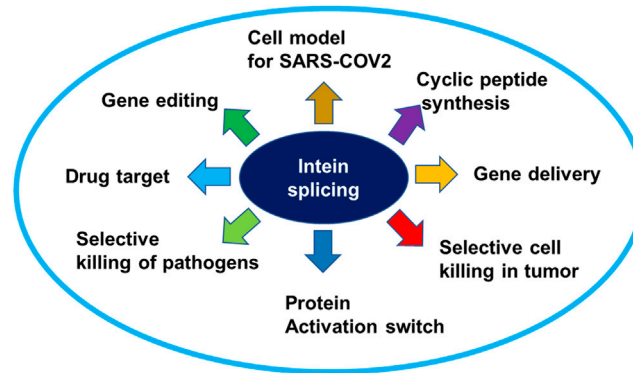 Cell model
for SARS-COV2
Cyclic peptide
synthesis
Gene editing
Intein
splicing
Drug target
Gene delivery
Selective
killing of pathogens
Selective cell
killing in tumor
Protein
Activation switch